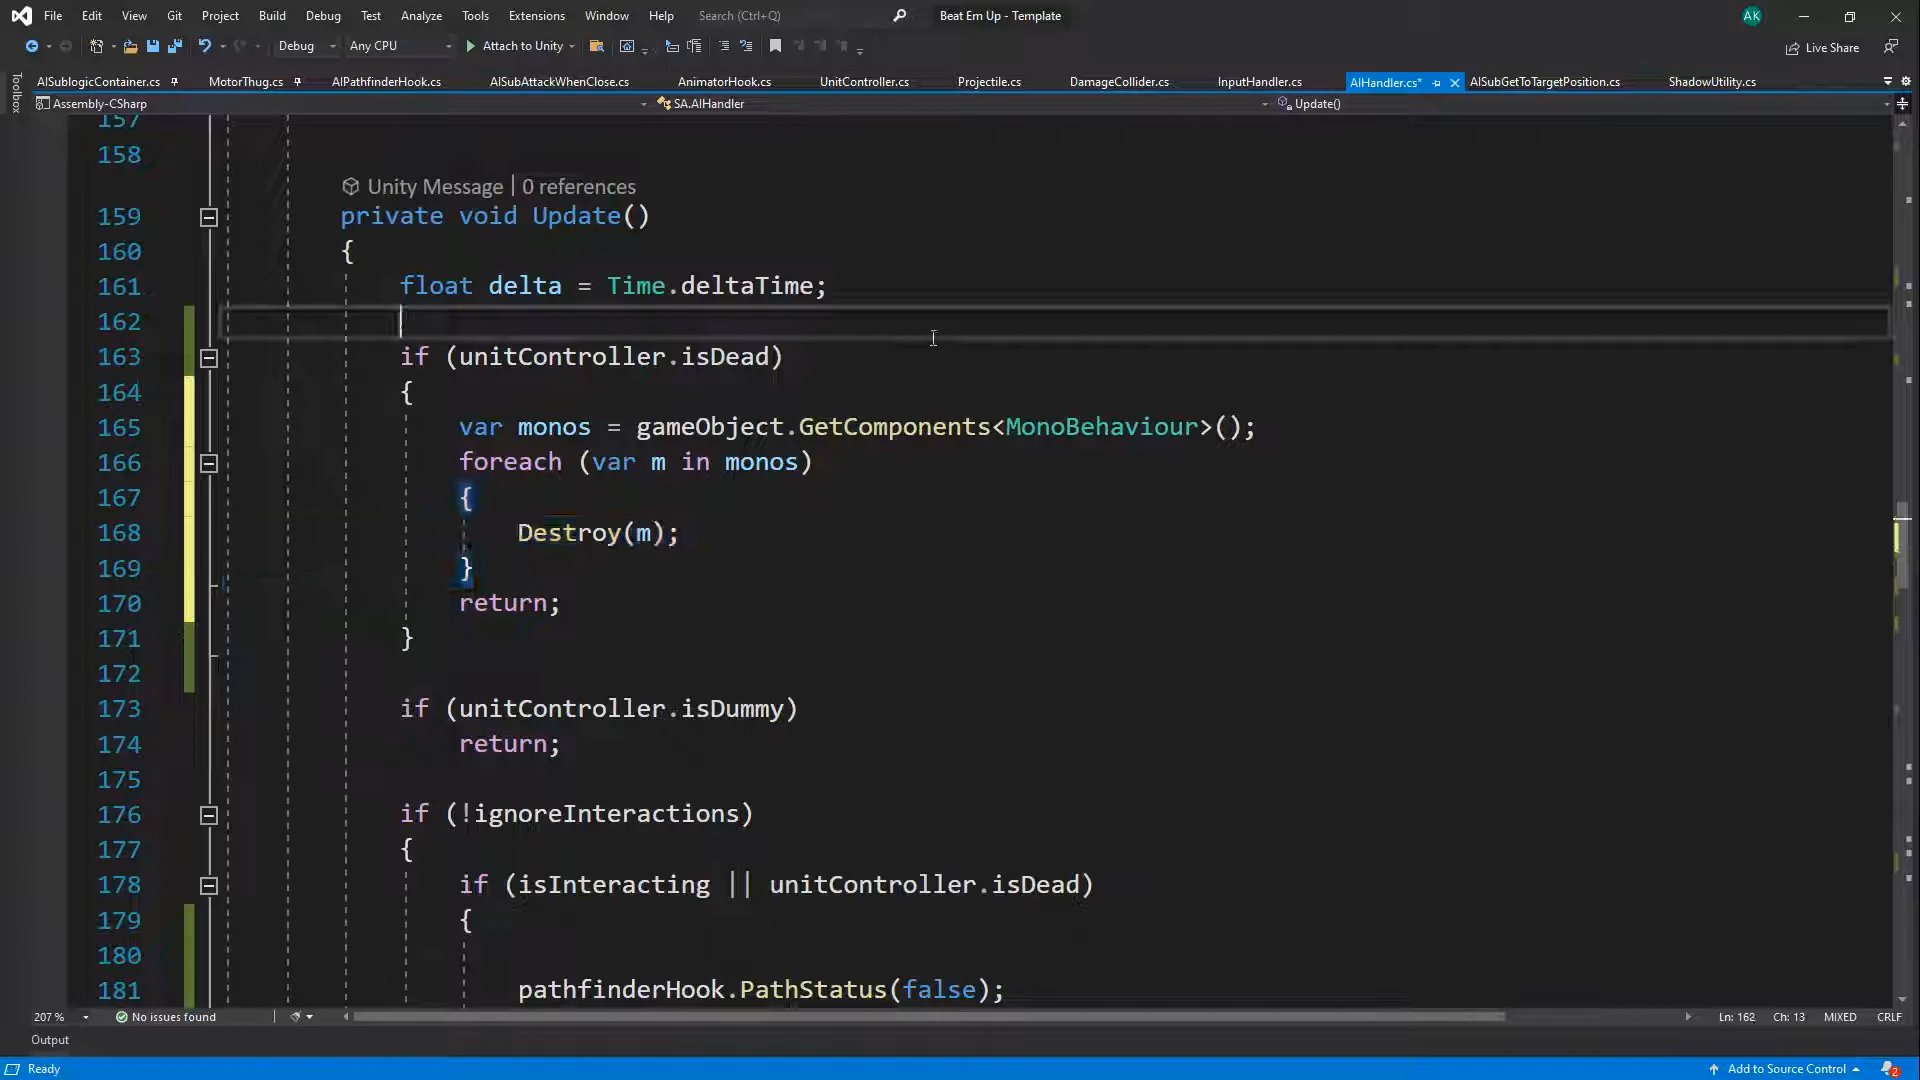 File Edit View Git Project Build Debug Test Analyze Tools Extensions Window Help Search (Ctrl+Q) Beat Em Up - Template AK
Debug Any CPU Attach to Unity Live Share
Toolbox
AISublogicContainer.cs MotorThug.cs AIPathfinderHook.cs AISubAttackWhenClose.cs AnimatorHook.cs UnitController.cs Projectile.cs DamageCollider.cs InputHandler.cs AIHandler.cs* AISubGetToTargetPosition.cs ShadowUtility.cs
Assembly-CSharp SA.AIHandler Update()
157
158
Unity Message | 0 references
159 private void Update()
160 {
161 float delta = Time.deltaTime;
162
163 if (unitController.isDead)
164 {
165 var monos = gameObject.GetComponents<MonoBehaviour>();
166 foreach (var m in monos)
167 {
168 Destroy(m);
169 }
170 return;
171 }
172
173 if (unitController.isDummy)
174 return;
175
176 if (!ignoreInteractions)
177 {
178 if (isInteracting || unitController.isDead)
179 {
180
181 pathfinderHook.PathStatus(false);
207 % No issues found Ln: 162 Ch: 13 MIXED CRLF
Output
Ready Add to Source Control 2